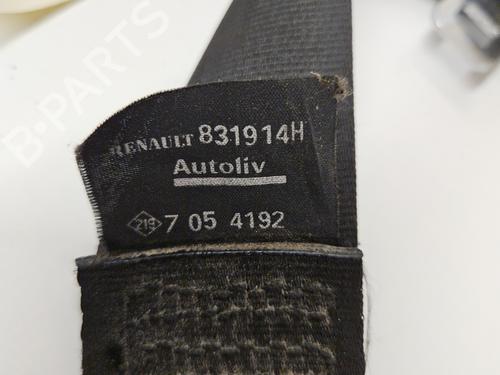 B-PARTS
RENAULT 831914H
Autoliv
219 7 05 4192